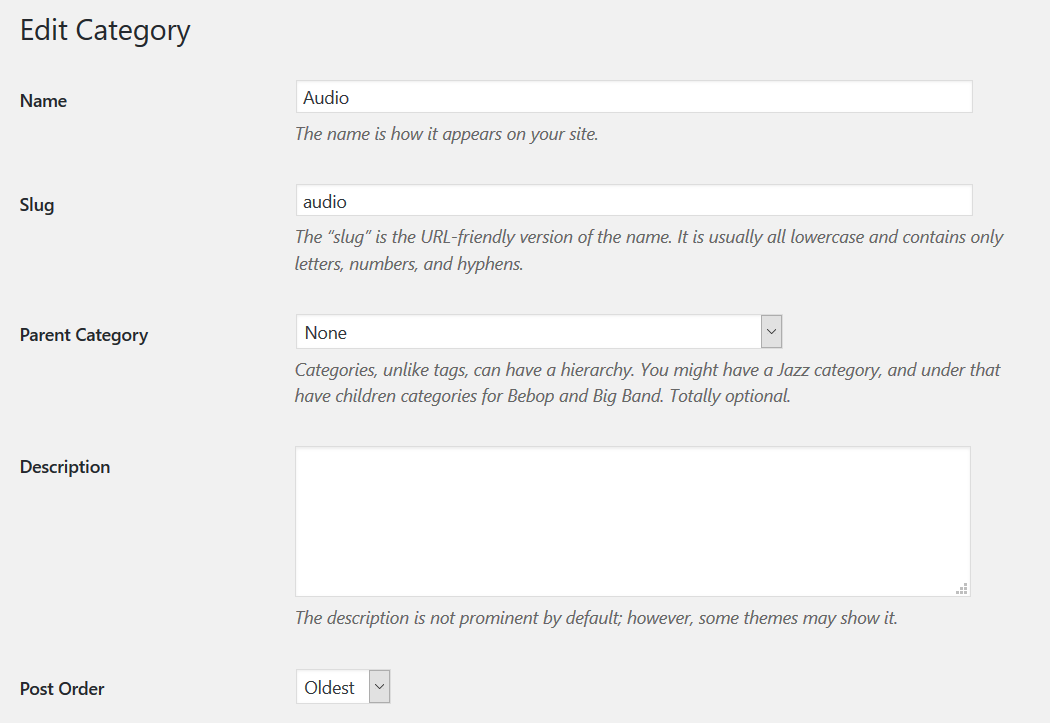 Edit Category
Name
Audio
The name is how it appears on your site.
Slug
audio
The “slug” is the URL-friendly version of the name. It is usually all lowercase and contains only
letters, numbers, and hyphens.
Parent Category
None
Categories, unlike tags, can have a hierarchy. You might have a Jazz category, and under that
have children categories for Bebop and Big Band. Totally optional.
Description
The description is not prominent by default; however, some themes may show it.
Post Order
Oldest